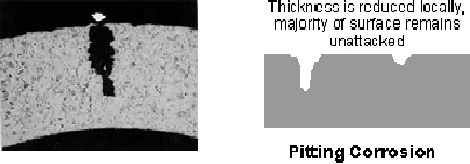 Thickness is reduced locally,
majority of surface remains
unattacked
Pitting Corrosion